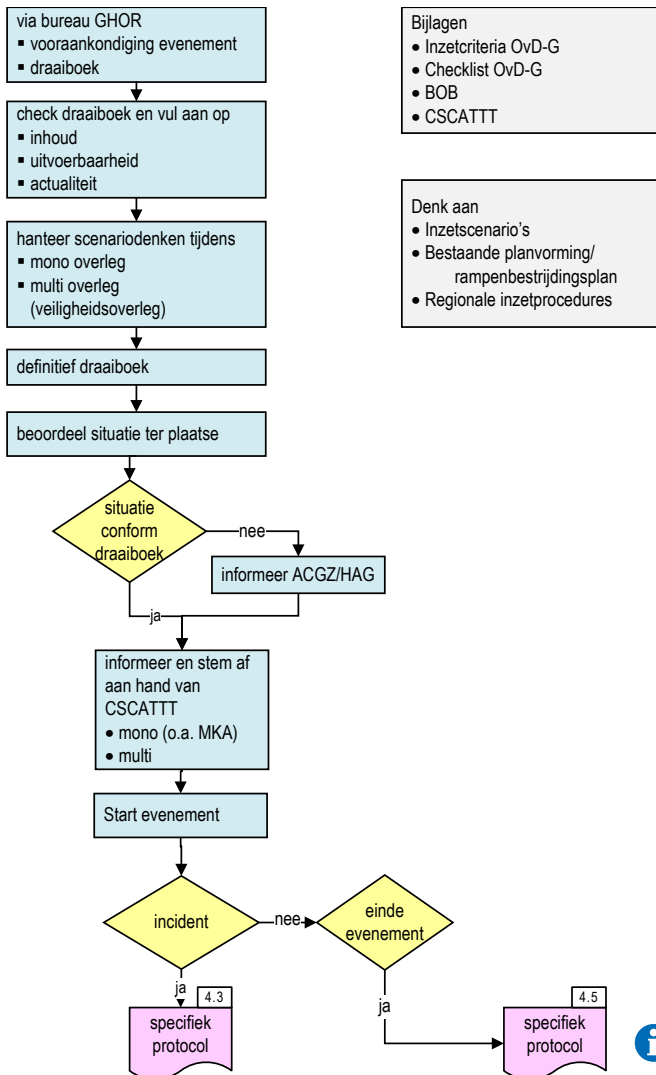 via bureau GHOR
▪ vooraankondiging evenement
▪ draaiboek
check draaiboek en vul aan op
▪ inhoud
▪ uitvoerbaarheid
▪ actualiteit
hanteer scenariodenken tijdens
▪ mono overleg
▪ multi overleg
(veiligheidsoverleg)
definitief draaiboek
beoordeel situatie ter plaatse
situatie
conform
draaiboek
nee
informeer ACGZ/HAG
ja
informeer en stem af
aan hand van
CSCATTT
● mono (o.a. MKA)
● multi
Start evenement
incident
nee
einde
evenement
ja
4.3
specifiek
protocol
ja
4.5
specifiek
protocol
i
Bijlagen
● Inzetcriteria OvD-G
● Checklist OvD-G
● BOB
● CSCATTT
Denk aan
● Inzetscenario's
● Bestaande planvorming/
rampenbestrijdingsplan
● Regionale inzetprocedures